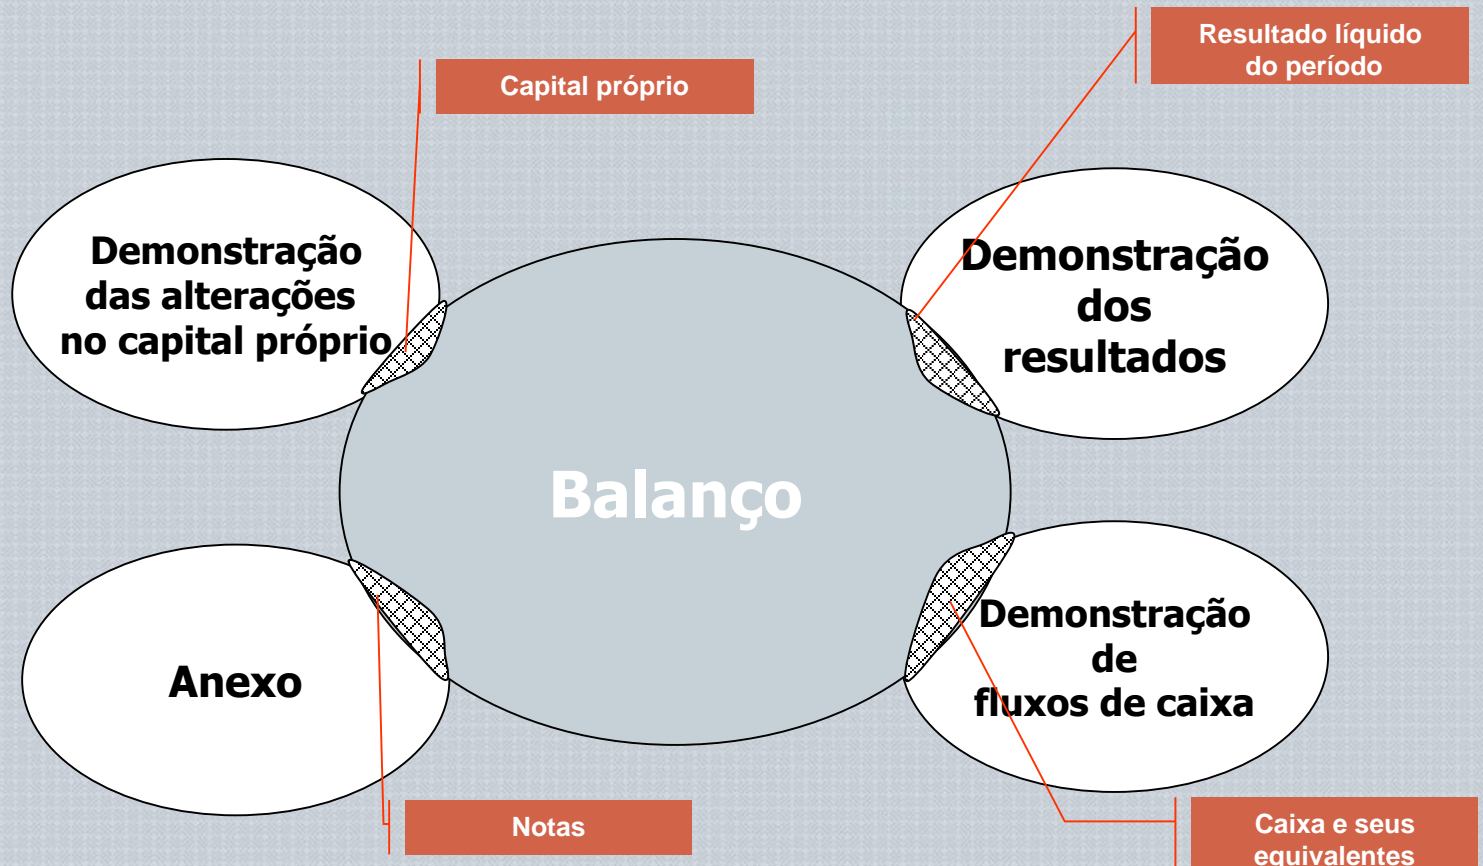 Resultado líquido
do período
Capital próprio
Demonstração
das alterações
no capital próprio
Demonstração
dos
resultados
Balanço
Anexo
Demonstração
de
fluxos de caixa
Notas
Caixa e seus
equivalentes